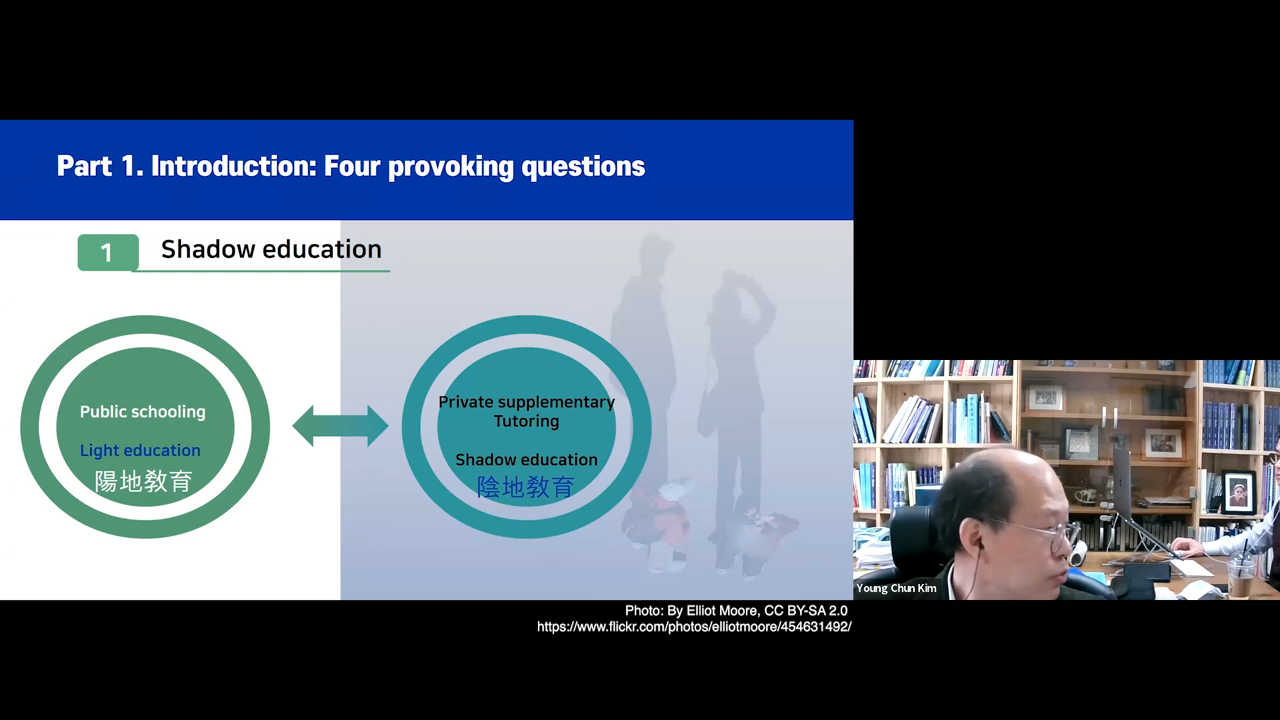 Part 1. Introduction: Four provoking questions
1
Shadow education
Public schooling
Light education
陽地敎育
Private supplementary
Tutoring
Shadow education
陰地敎育
Young Chun Kim
Photo: By Elliot Moore, CC BY-SA 2.0
https://www.flickr.com/photos/elliotmoore/454631492/